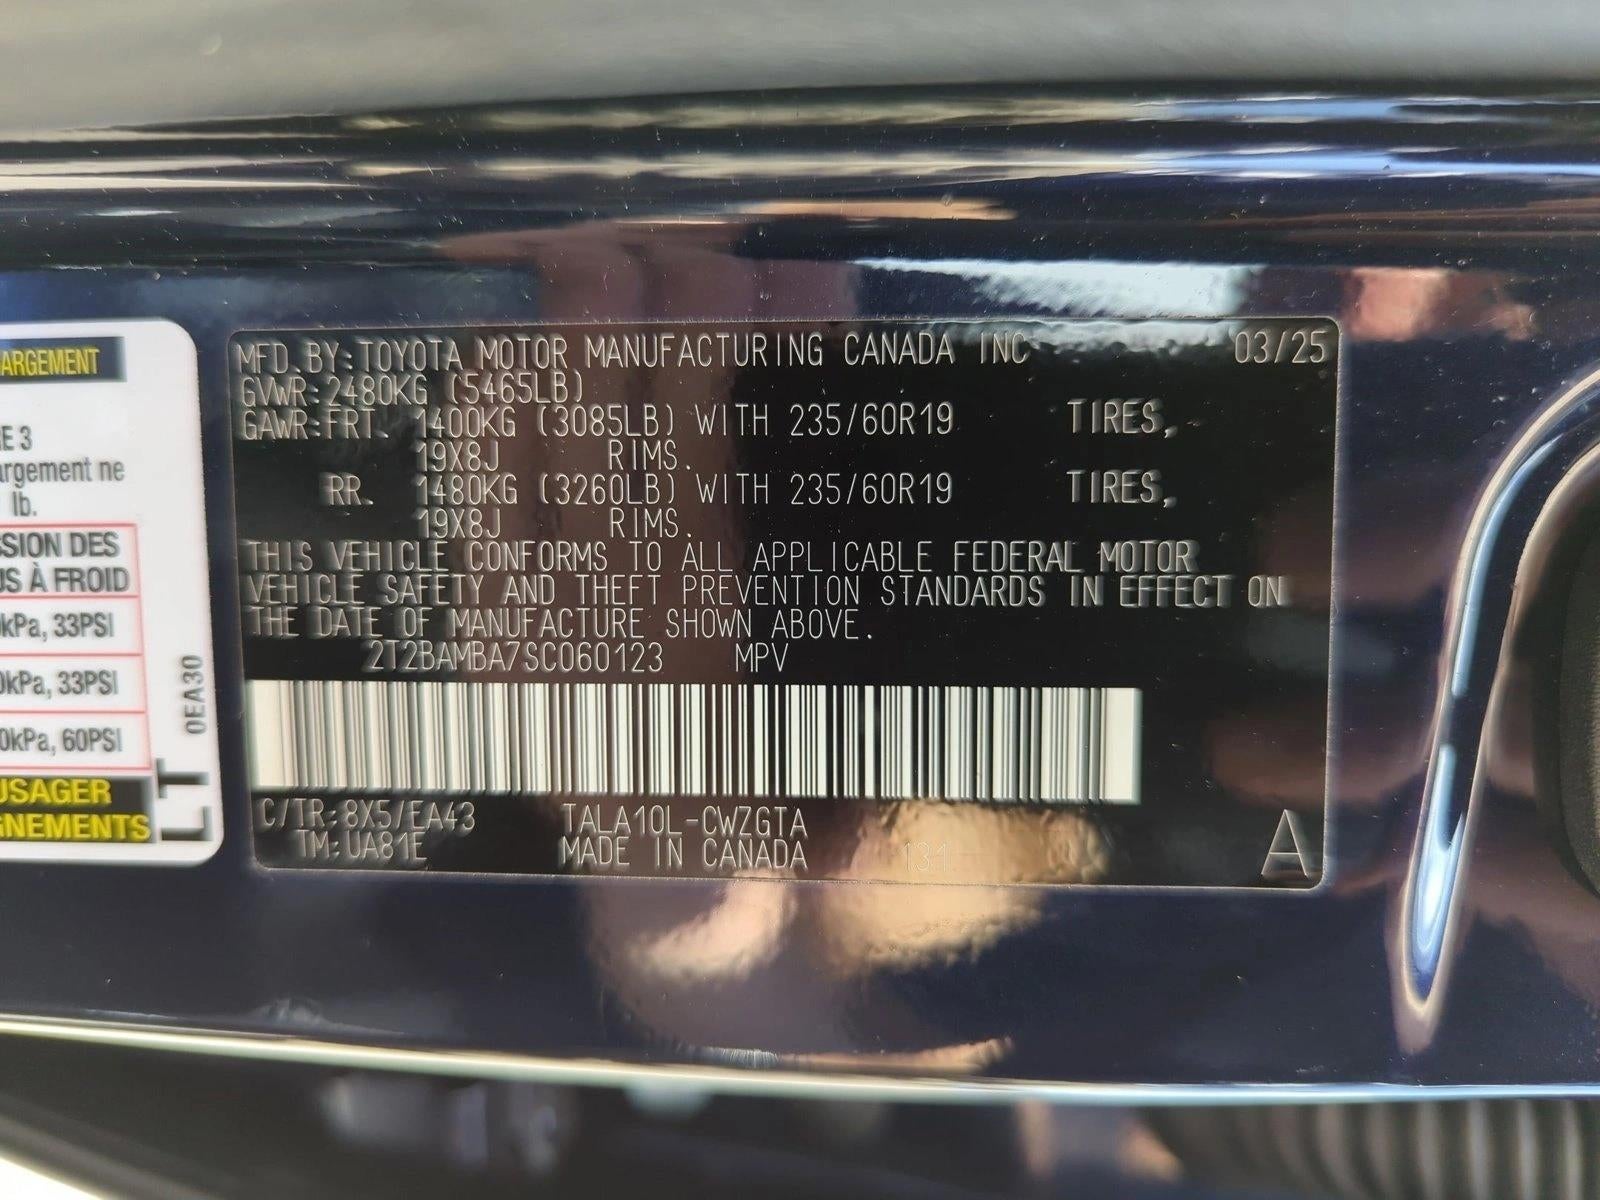 ARGEMENT
E 3
argement ne
lb.
SSION DES
US À FROID
kPa, 33PSI
0kPa, 33PSI
0kPa, 60PSI
USAGER
GNEMENTS
0EA30
LT
MFD.BY:TOYOTA MOTOR MANUFACTURING CANADA INC 03/25
GVWR:2480KG (5465LB)
GAWR:FRT. 1400KG (3085LB) WITH 235/60R19 TIRES,
19X8J RIMS.
RR. 1480KG (3260LB) WITH 235/60R19 TIRES,
19X8J RIMS.
THIS VEHICLE CONFORMS TO ALL APPLICABLE FEDERAL MOTOR
VEHICLE SAFETY AND THEFT PREVENTION STANDARDS IN EFFECT ON
THE DATE OF MANUFACTURE SHOWN ABOVE.
2T2BAMBA7SC060123 MPV
C/TR:8X5/EA43 TALA10L-CWZGTA
TM:UA81E MADE IN CANADA 131 A